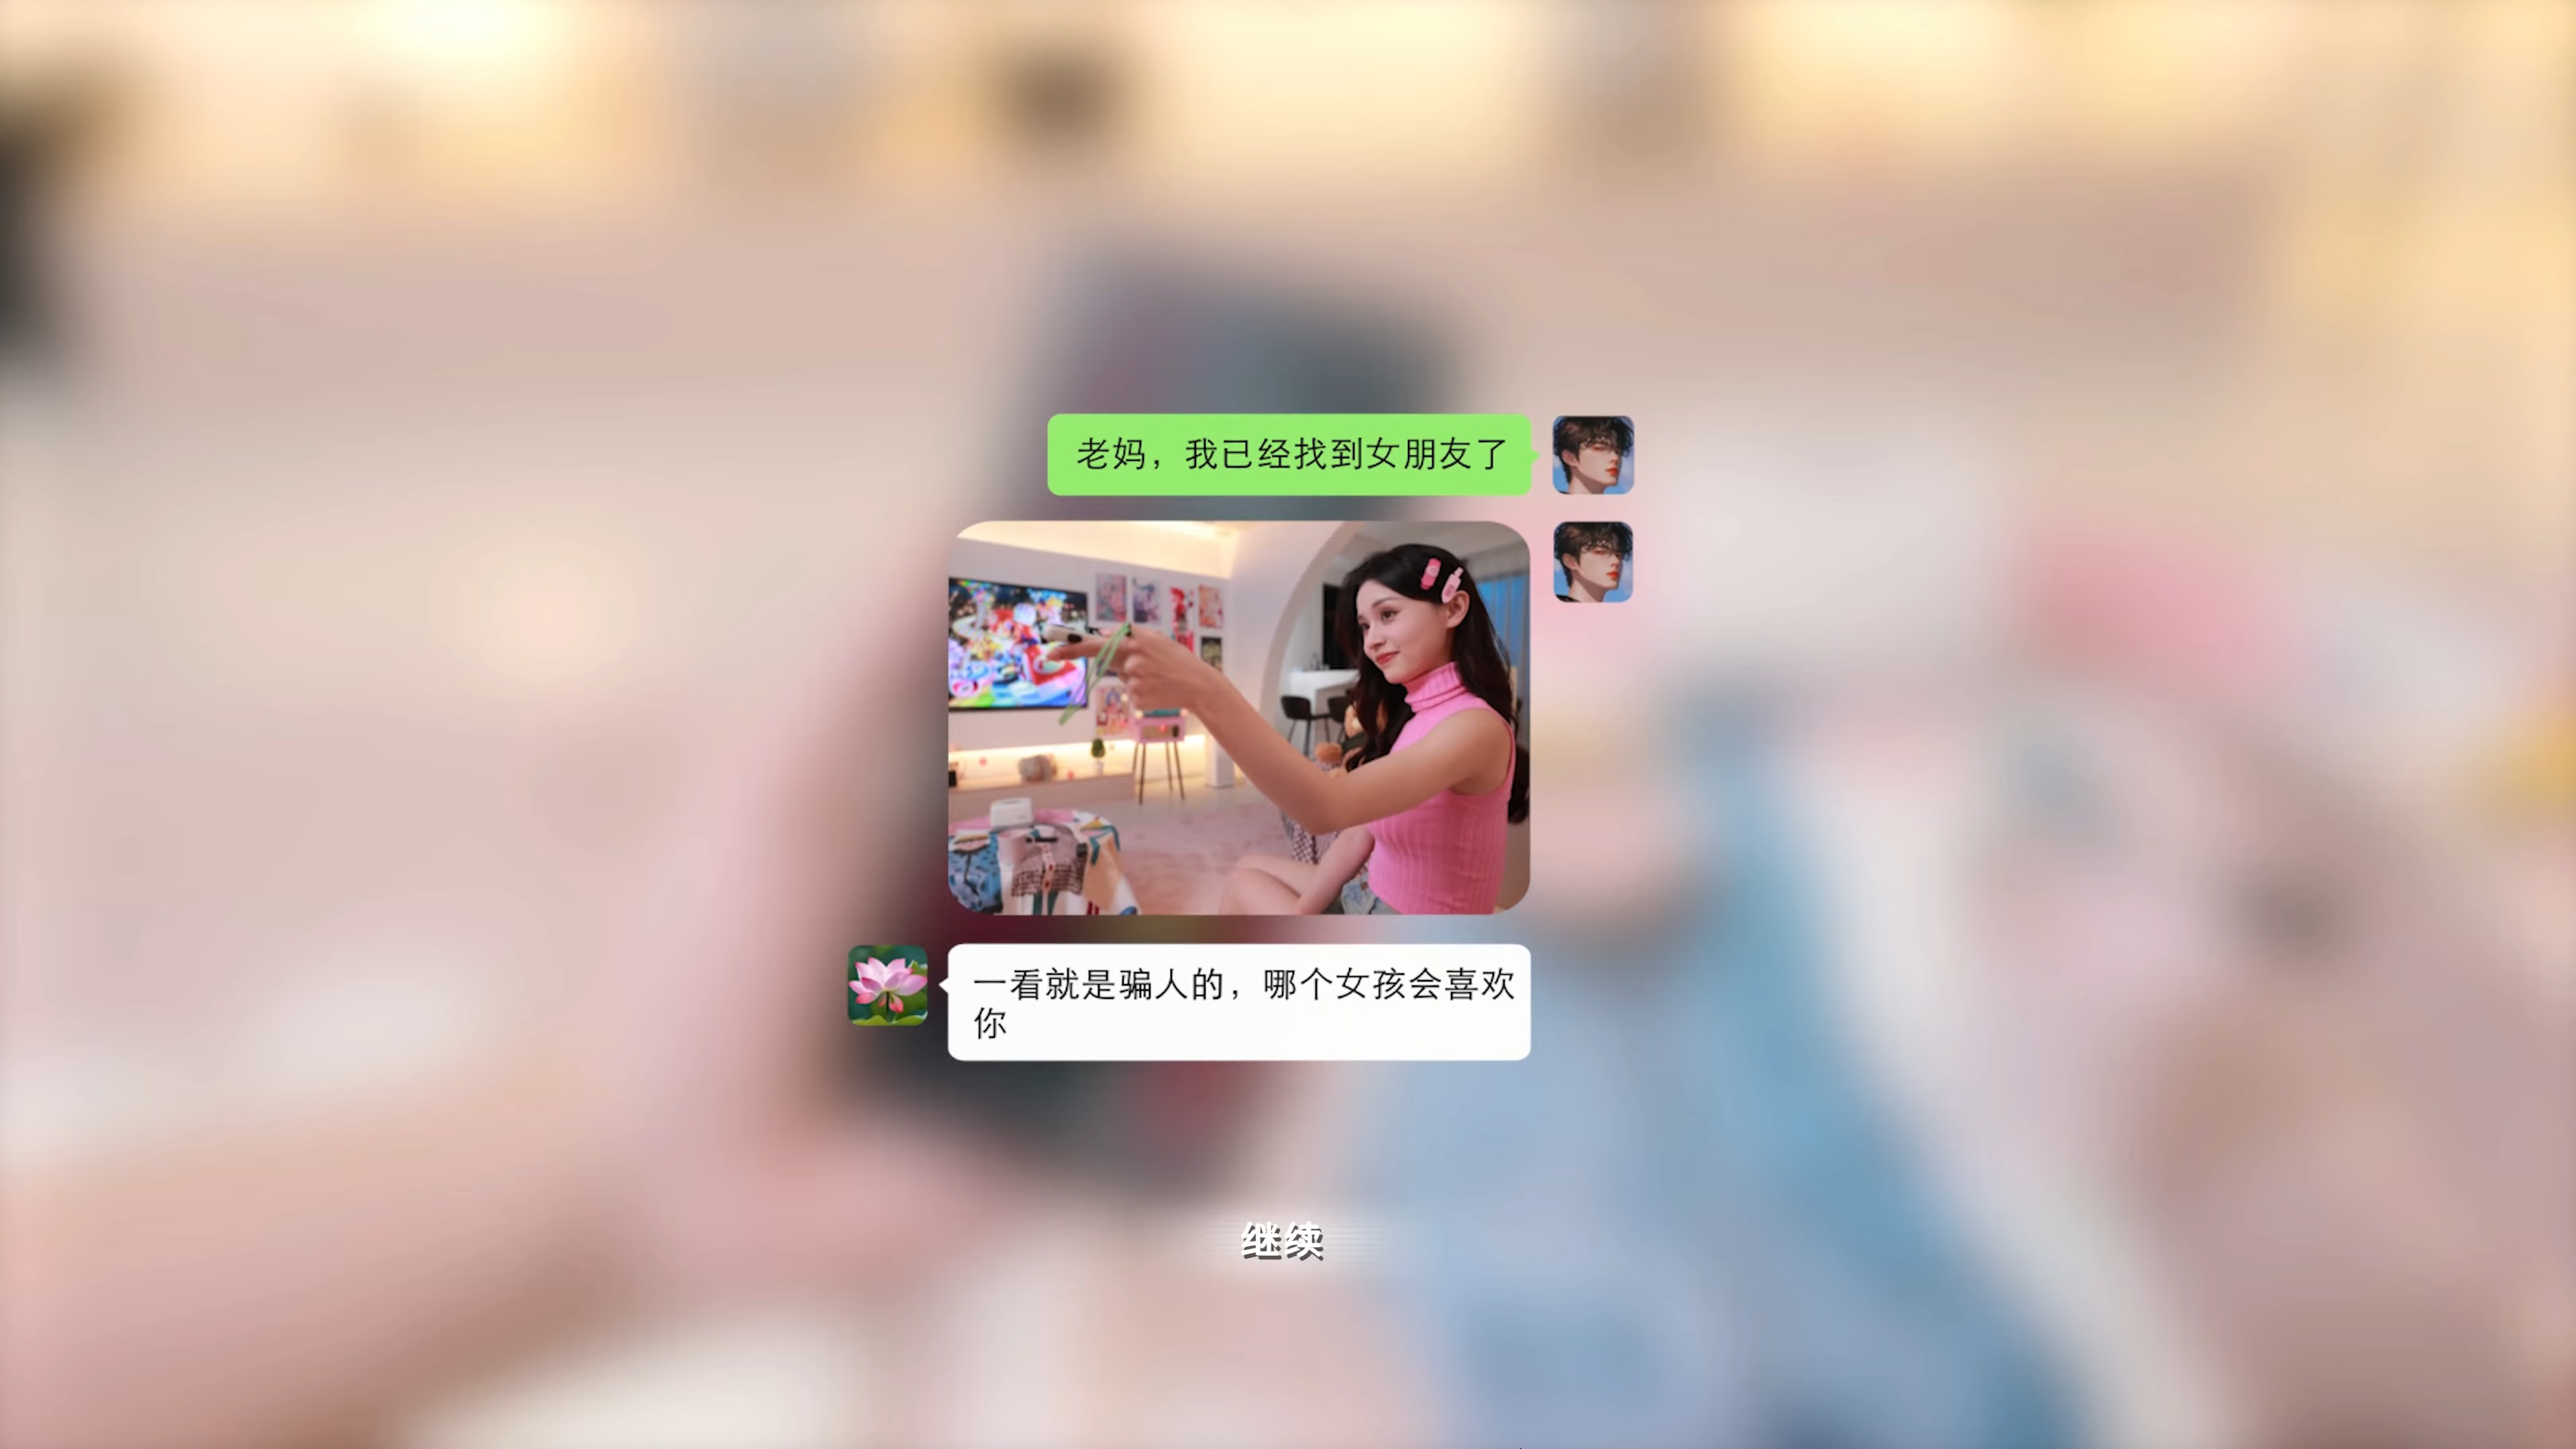 老妈，我已经找到女朋友了
一看就是骗人的，哪个女孩会喜欢
你
继续